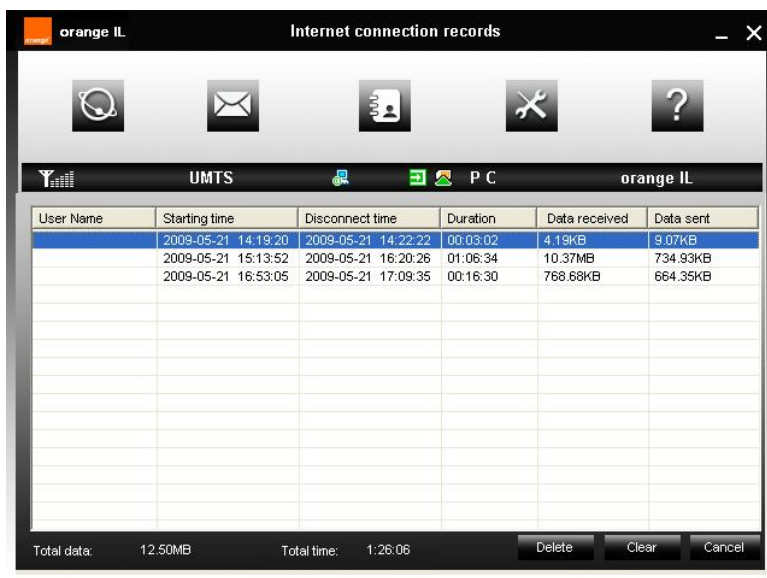 orange orange IL Internet connection records
UMTS P C orange IL
User Name Starting time Disconnect time Duration Data received Data sent
2009-05-21 14:19:20 2009-05-21 14:22:22 00:03:02 4.19KB 9.07KB
2009-05-21 15:13:52 2009-05-21 16:20:26 01:06:34 10.37MB 734.93KB
2009-05-21 16:53:05 2009-05-21 17:09:35 00:16:30 768.68KB 664.35KB
Total data: 12.50MB Total time: 1:26:06 Delete Clear Cancel